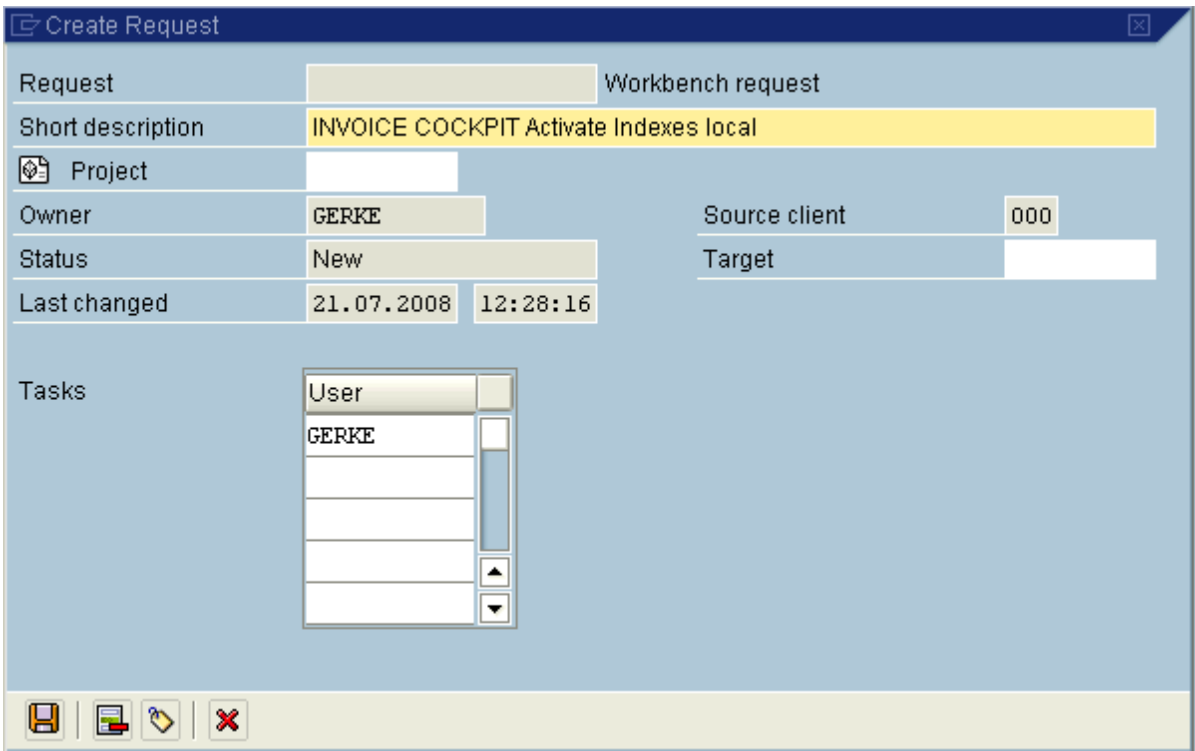 Create Request
Request Workbench request
Short description INVOICE COCKPIT Activate Indexes local
Project
Owner GERKE Source client 000
Status New Target
Last changed 21.07.2008 12:28:16
Tasks User
GERKE